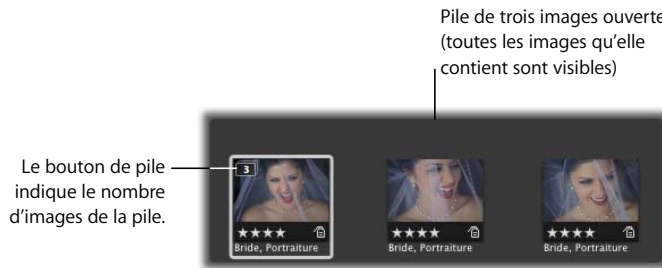 Pile de trois images ouverte
(toutes les images qu'elle
contient sont visibles)
Le bouton de pile
indique le nombre
d'images de la pile.
3
Bride, Portraiture
Bride, Portraiture
Bride, Portraiture